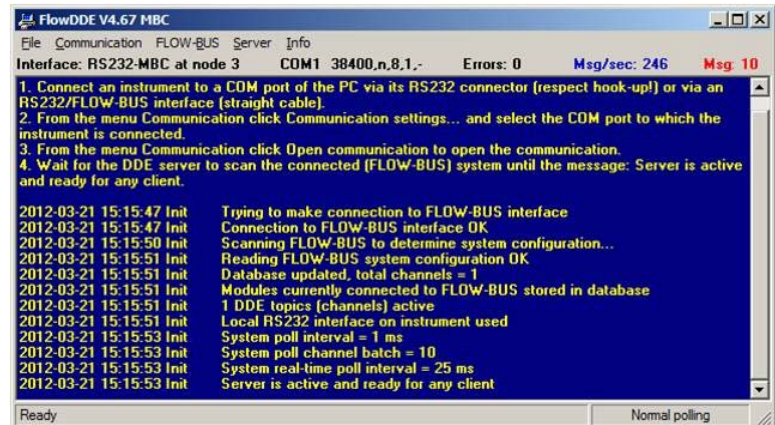 FlowDDE V4.67 MBC
File Communication FLOW-BUS Server Info
Interface: RS232-MBC at node 3 COM1 38400,n,8,1,- Errors: 0 Msg/sec: 246 Msg: 10
1. Connect an instrument to a COM port of the PC via its RS232 connector (respect hook-up!) or via an
RS232/FLOW-BUS interface (straight cable).
2. From the menu Communication click Communication settings... and select the COM port to which the
instrument is connected.
3. From the menu Communication click Open communication to open the communication.
4. Wait for the DDE server to scan the connected (FLOW-BUS) system until the message: Server is active
and ready for any client.
2012-03-21 15:15:47 Init Trying to make connection to FLOW-BUS interface
2012-03-21 15:15:47 Init Connection to FLOW-BUS interface OK
2012-03-21 15:15:50 Init Scanning FLOW-BUS to determine system configuration...
2012-03-21 15:15:51 Init Reading FLOW-BUS system configuration OK
2012-03-21 15:15:51 Init Database updated, total channels = 1
2012-03-21 15:15:51 Init Modules currently connected to FLOW-BUS stored in database
2012-03-21 15:15:51 Init 1 DDE topics (channels) active
2012-03-21 15:15:51 Init Local RS232 interface on instrument used
2012-03-21 15:15:53 Init System poll interval = 1 ms
2012-03-21 15:15:53 Init System poll channel batch = 10
2012-03-21 15:15:53 Init System real-time poll interval = 25 ms
2012-03-21 15:15:53 Init Server is active and ready for any client
Ready Normal polling